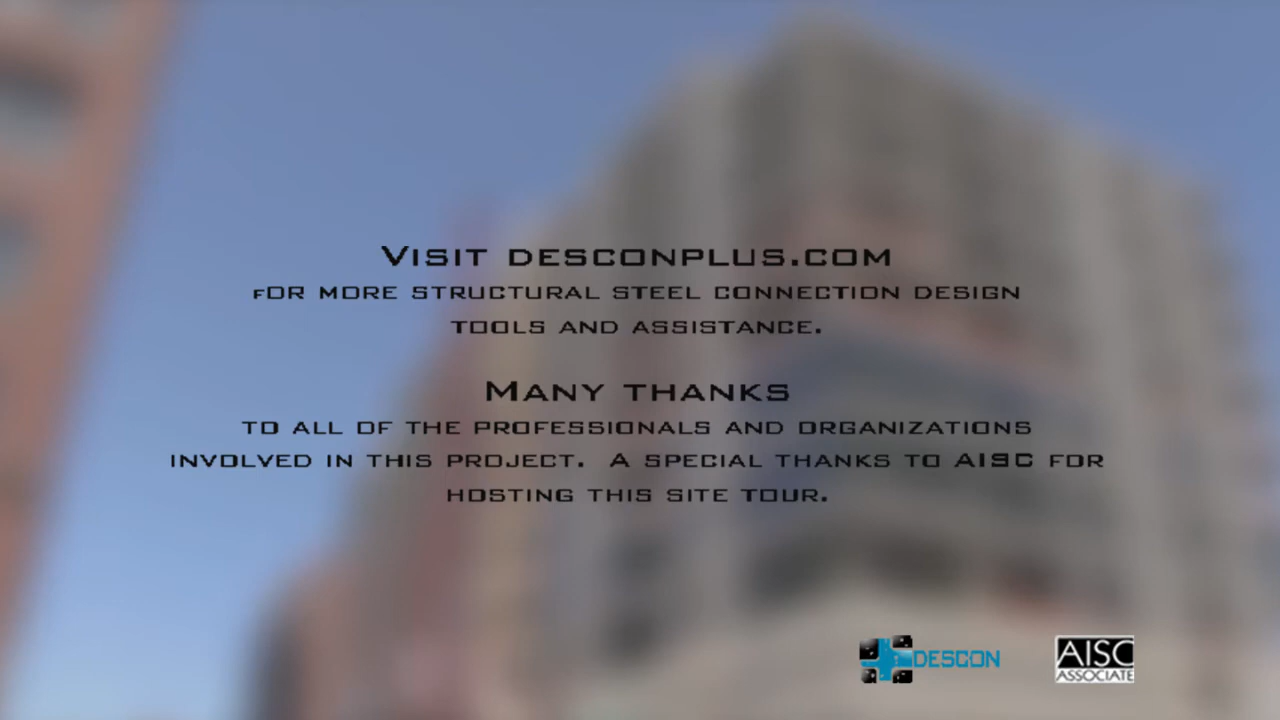 Visit desconplus.com
for more structural steel connection design
tools and assistance.
Many thanks
to all of the professionals and organizations
involved in this project. A special thanks to AISC for
hosting this site tour.
DESCON
AISC
ASSOCIATE